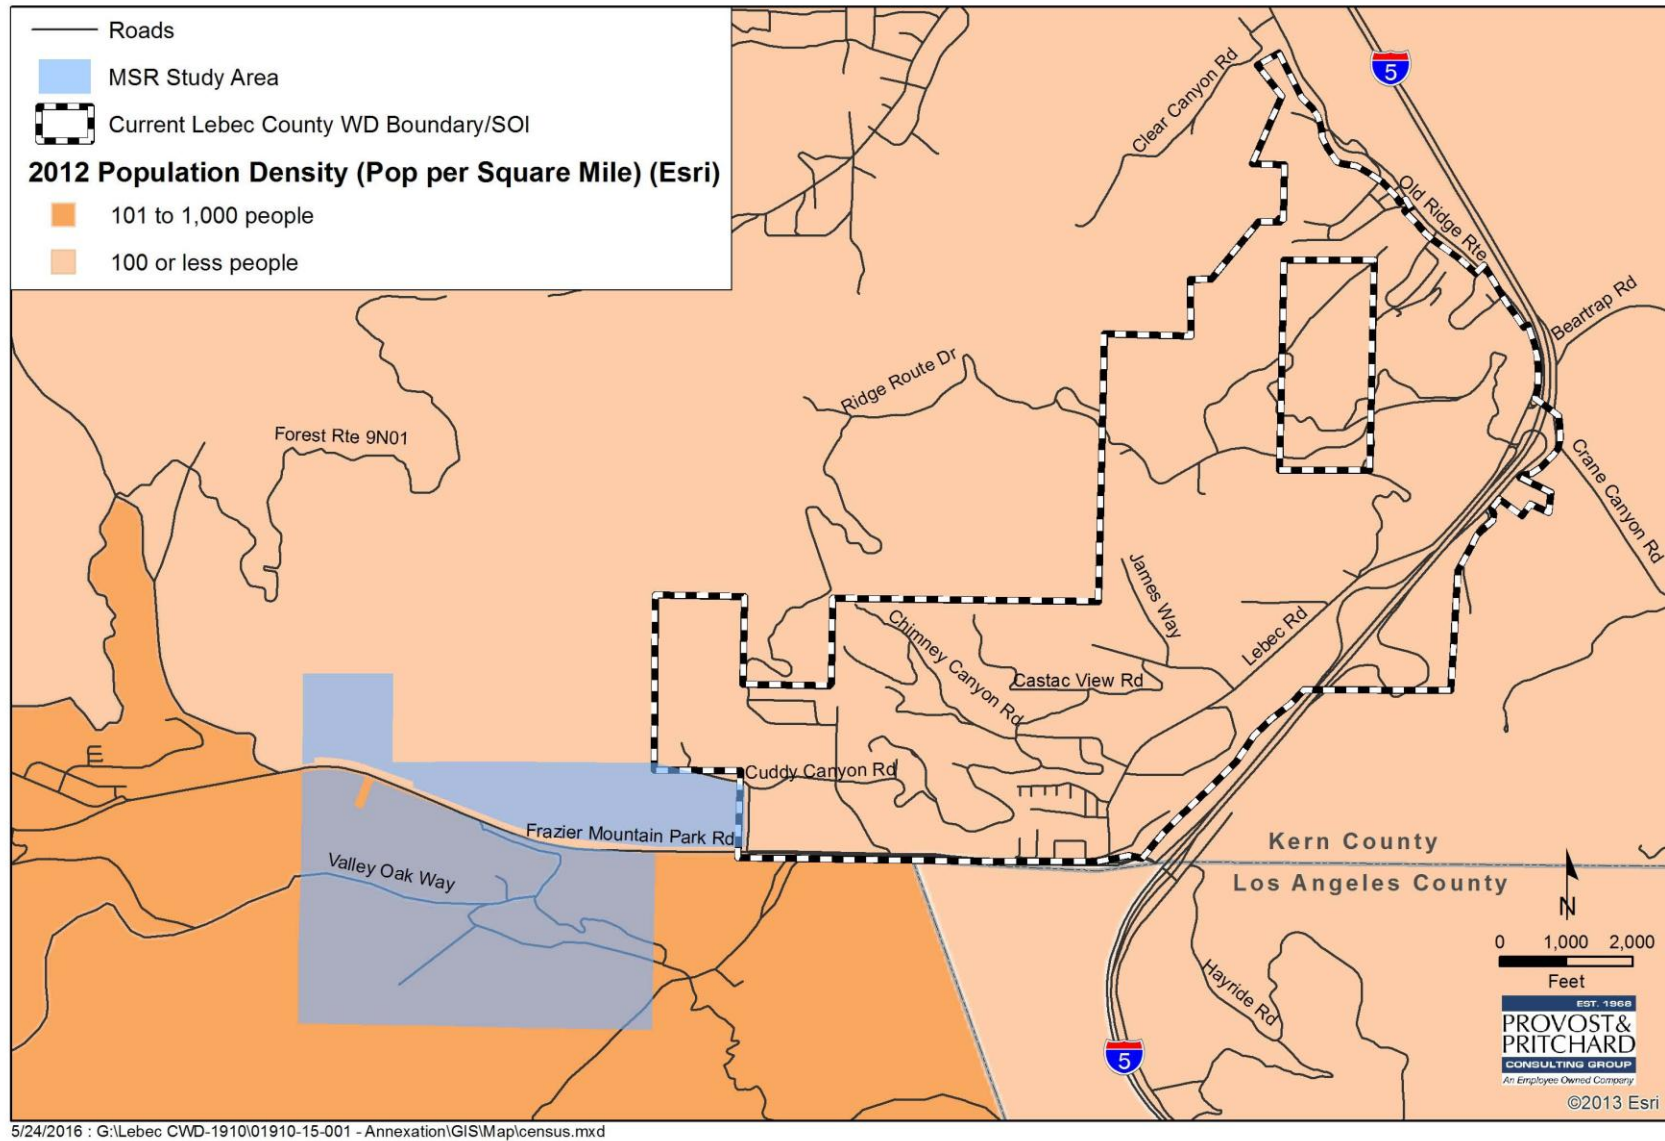 Roads
MSR Study Area
Current Lebec County WD Boundary/SOI
2012 Population Density (Pop per Square Mile) (Esri)
101 to 1,000 people
100 or less people
5
Clear Canyon Rd
Old Ridge Rte
Beartrap Rd
Ridge Route Dr
Forest Rte 9N01
Crane Canyon Rd
James Way
Chimney Canyon Rd
Lebec Rd
Castac View Rd
Cuddy Canyon Rd
Frazier Mountain Park Rd
Kern County
Valley Oak Way
Los Angeles County
N
0 1,000 2,000
Feet
Hayride Rd
5
EST. 1968
PROVOST&
PRITCHARD
CONSULTING GROUP
An Employee Owned Company
©2013 Esri
5/24/2016 : G:\Lebec CWD-1910\01910-15-001 - Annexation\GIS\Map\census.mxd